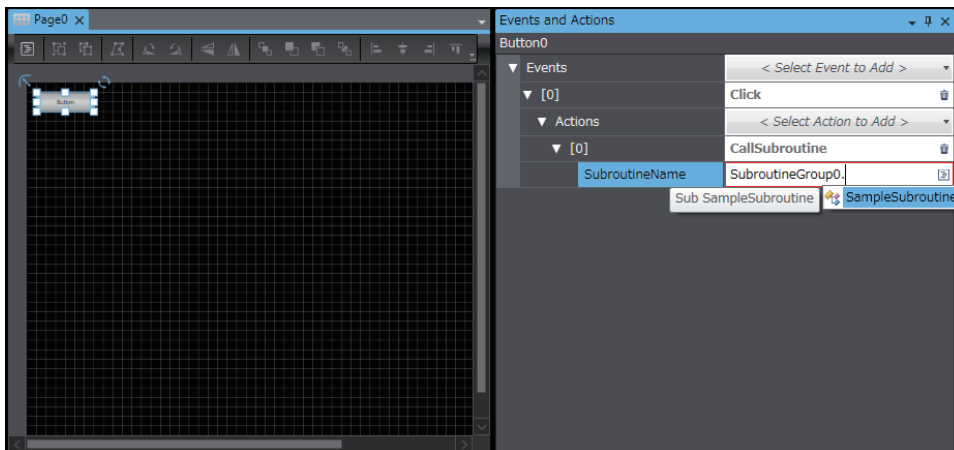 Page0
Button
Events and Actions
Button0
Events
< Select Event to Add >
[0]
Click
Actions
< Select Action to Add >
[0]
CallSubroutine
SubroutineName
SubroutineGroup0.
Sub SampleSubroutine
SampleSubroutine